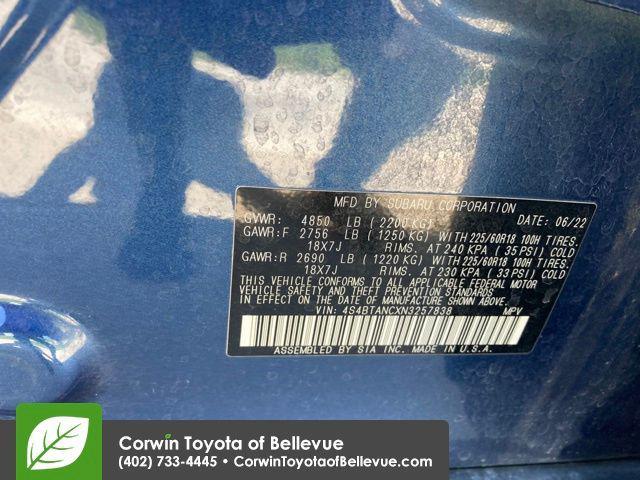 MFD BY SUBARU CORPORATION
GVWR: 4850 LB (2200 KG) DATE: 06/22
GAWR:F 2756 LB (1250 KG) WITH 225/60R18 100H TIRES.
18X7J RIMS. AT 240 KPA (35 PSI) COLD
GAWR:R 2690 LB (1220 KG) WITH 225/60R18 100H TIRES.
18X7J RIMS. AT 230 KPA (33 PSI) COLD
THIS VEHICLE CONFORMS TO ALL APPLICABLE FEDERAL MOTOR
VEHICLE SAFETY AND THEFT PREVENTION STANDARDS
IN EFFECT ON THE DATE OF MANUFACTURE SHOWN ABOVE.
VIN: 4S4BTANCXN3257838 MPV
ASSEMBLED BY SIA INC. MADE IN U.S.A.
Corwin Toyota of Bellevue
(402) 733-4445 • CorwinToyotaofBellevue.com